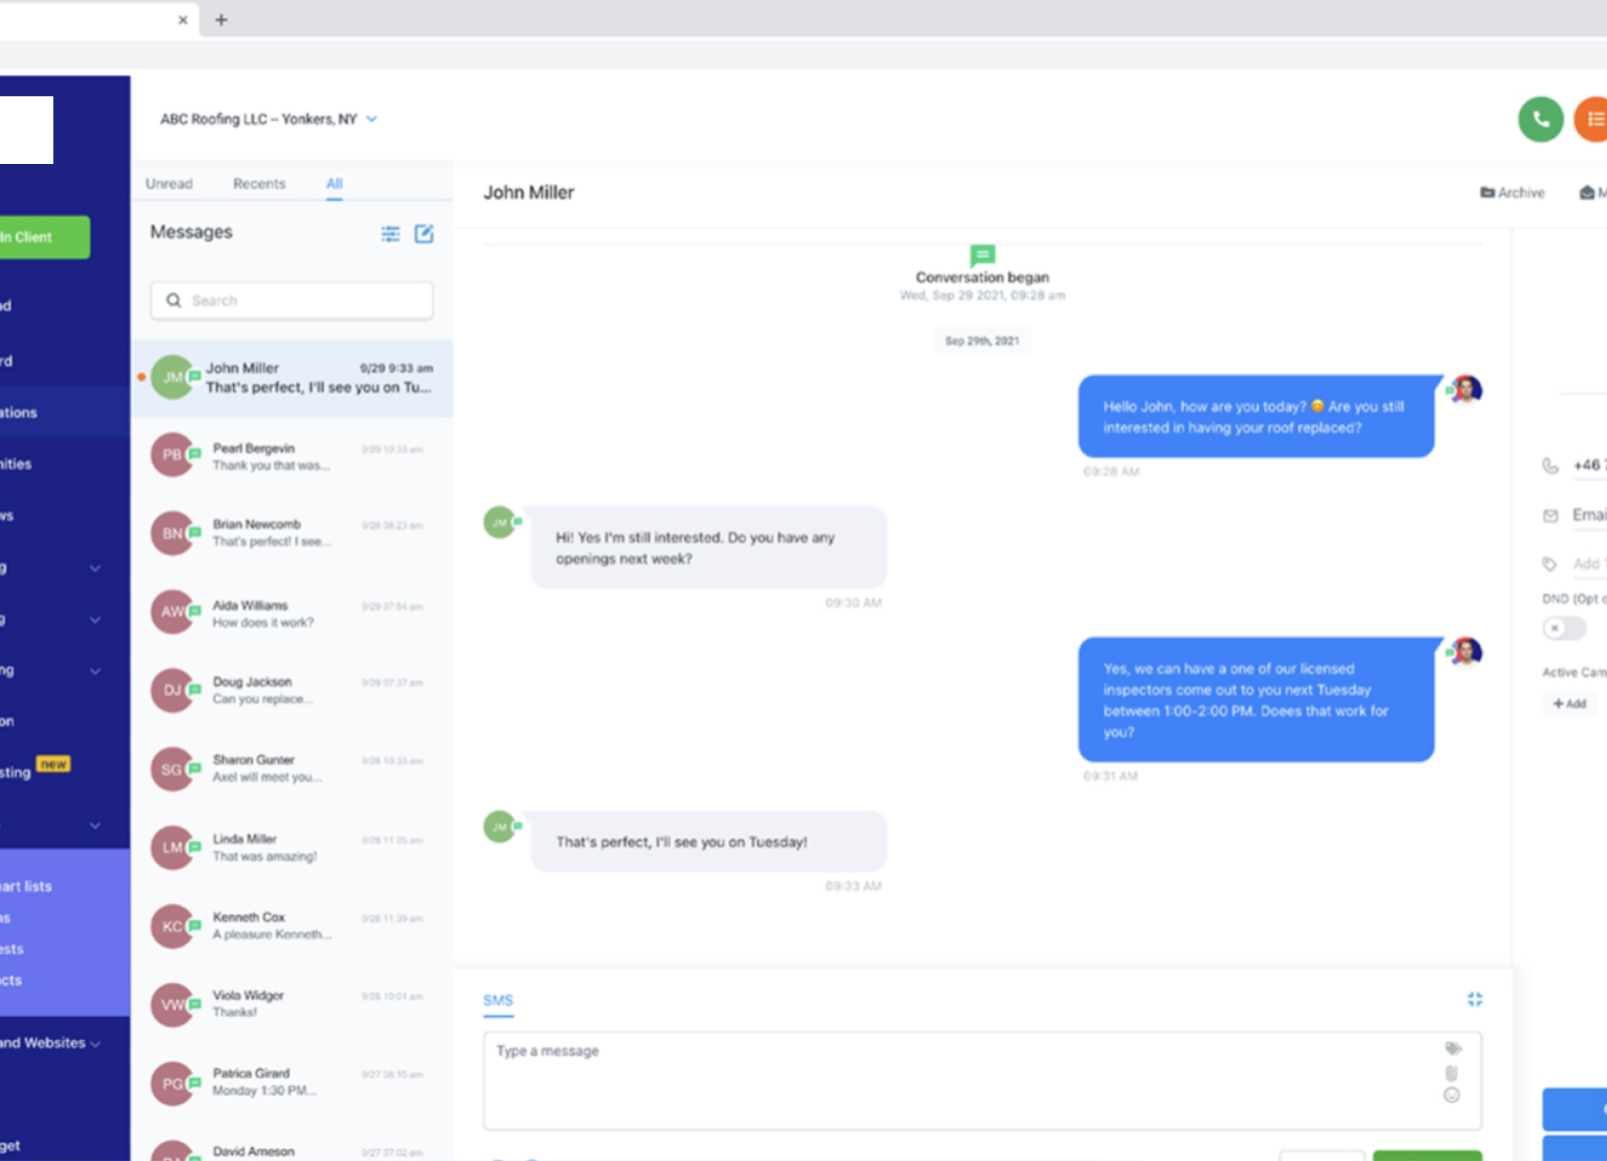 In Client
ad
rd
ations
nities
ws
g
g
ng
on
sting new
art lists
ns
ests
cts
and Websites
get
ABC Roofing LLC – Yonkers, NY
Unread Recents All
Messages
Search
John Miller 9/29 9:33 am
That's perfect, I'll see you on Tu...
PB Pearl Bergevin 9/29 10:33 am
Thank you that was...
BN Brian Newcomb 9/28 08:23 am
That's perfect! I see...
AW Aida Williams 9/29 07:54 am
How does it work?
DJ Doug Jackson 9/29 07:37 am
Can you replace...
SG Sharon Gunter 9/28 10:33 am
Axel will meet you...
LM Linda Miller 9/28 11:25 am
That was amazing!
KC Kenneth Cox 9/28 11:39 am
A pleasure Kenneth...
VW Viola Widger 9/28 10:01 am
Thanks!
PG Patrica Girard 9/27 08:15 am
Monday 1:30 PM...
David Ameson 9/27 07:02 am
John Miller
Archive
M
Conversation began
Wed, Sep 29 2021, 09:28 am
Sep 29th, 2021
Hello John, how are you today? 😊 Are you still
interested in having your roof replaced?
09:28 AM
JM
Hi! Yes I'm still interested. Do you have any
openings next week?
09:30 AM
Yes, we can have a one of our licensed
inspectors come out to you next Tuesday
between 1:00-2:00 PM. Doees that work for
you?
09:31 AM
JM
That's perfect, I'll see you on Tuesday!
09:33 AM
SMS
Type a message
+46
Emai
Add
DND (Opt o
Active Cam
+ Add